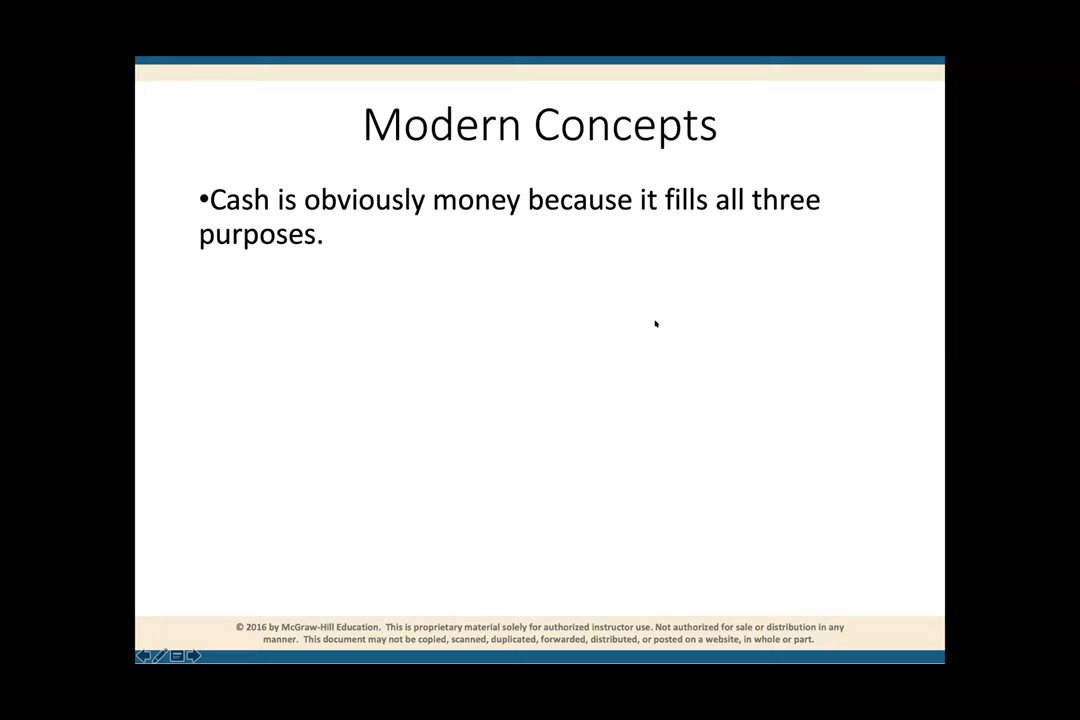 Modern Concepts
•Cash is obviously money because it fills all three
purposes.
© 2016 by McGraw-Hill Education.  This is proprietary material solely for authorized instructor use. Not authorized for sale or distribution in any
manner.  This document may not be copied, scanned, duplicated, forwarded, distributed, or posted on a website, in whole or part.